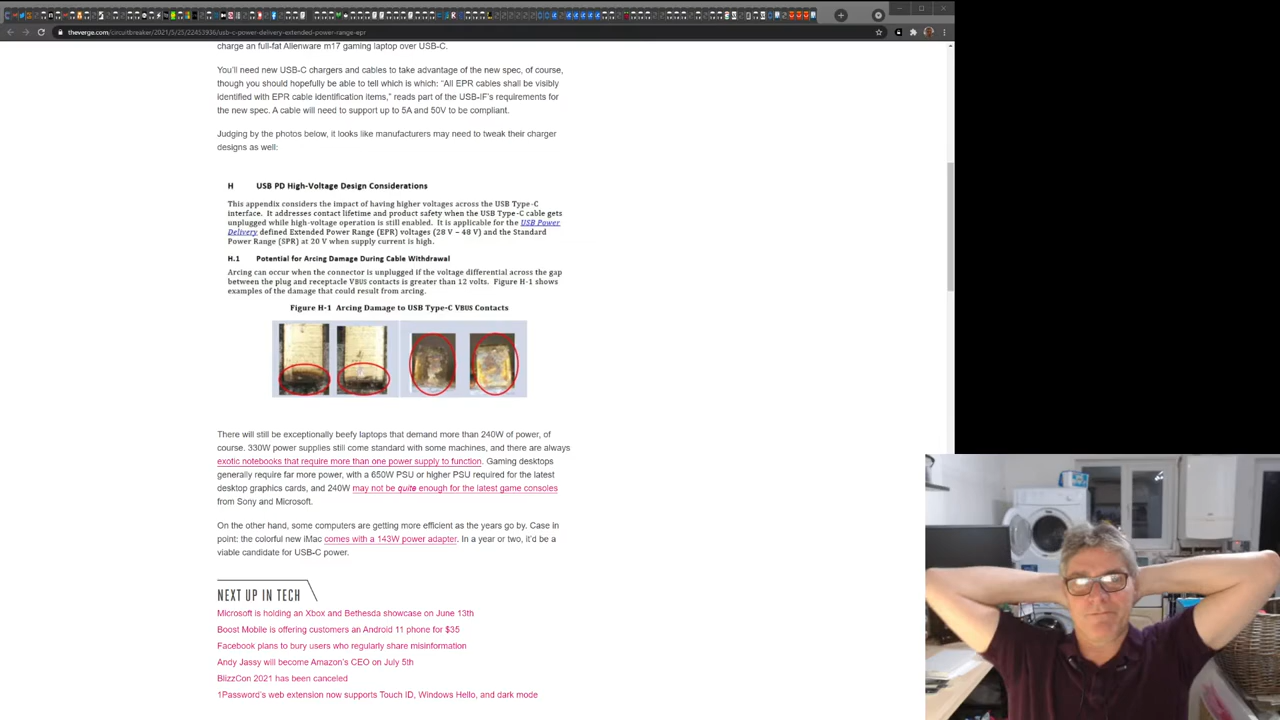 theverge.com/circuitbreaker/2021/5/25/22453936/usb-c-power-delivery-extended-power-range-epr
charge an full-fat Alienware m17 gaming laptop over USB-C.
You'll need new USB-C chargers and cables to take advantage of the new spec, of course,
though you should hopefully be able to tell which is which: “All EPR cables shall be visibly
identified with EPR cable identification items,” reads part of the USB-IF's requirements for
the new spec. A cable will need to support up to 5A and 50V to be compliant.
Judging by the photos below, it looks like manufacturers may need to tweak their charger
designs as well:
H USB PD High-Voltage Design Considerations
This appendix considers the impact of having higher voltages across the USB Type-C
interface. It addresses contact lifetime and product safety when the USB Type-C cable gets
unplugged while high-voltage operation is still enabled. It is applicable for the USB Power
Delivery defined Extended Power Range (EPR) voltages (28 V – 48 V) and the Standard
Power Range (SPR) at 20 V when supply current is high.
H.1 Potential for Arcing Damage During Cable Withdrawal
Arcing can occur when the connector is unplugged if the voltage differential across the gap
between the plug and receptacle VBUS contacts is greater than 12 volts. Figure H-1 shows
examples of the damage that could result from arcing.
Figure H-1 Arcing Damage to USB Type-C VBUS Contacts
There will still be exceptionally beefy laptops that demand more than 240W of power, of
course. 330W power supplies still come standard with some machines, and there are always
exotic notebooks that require more than one power supply to function. Gaming desktops
generally require far more power, with a 650W PSU or higher PSU required for the latest
desktop graphics cards, and 240W may not be quite enough for the latest game consoles
from Sony and Microsoft.
On the other hand, some computers are getting more efficient as the years go by. Case in
point: the colorful new iMac comes with a 143W power adapter. In a year or two, it'd be a
viable candidate for USB-C power.
NEXT UP IN TECH
Microsoft is holding an Xbox and Bethesda showcase on June 13th
Boost Mobile is offering customers an Android 11 phone for $35
Facebook plans to bury users who regularly share misinformation
Andy Jassy will become Amazon's CEO on July 5th
BlizzCon 2021 has been canceled
1Password's web extension now supports Touch ID, Windows Hello, and dark mode